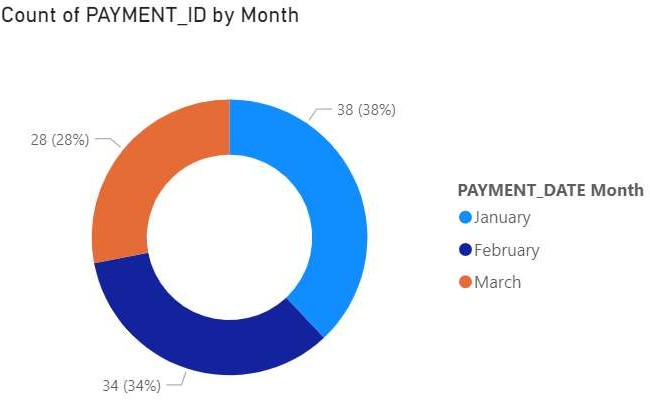 Count of PAYMENT_ID by Month
38 (38%)
28 (28%)
34 (34%)
PAYMENT_DATE Month
January
February
March